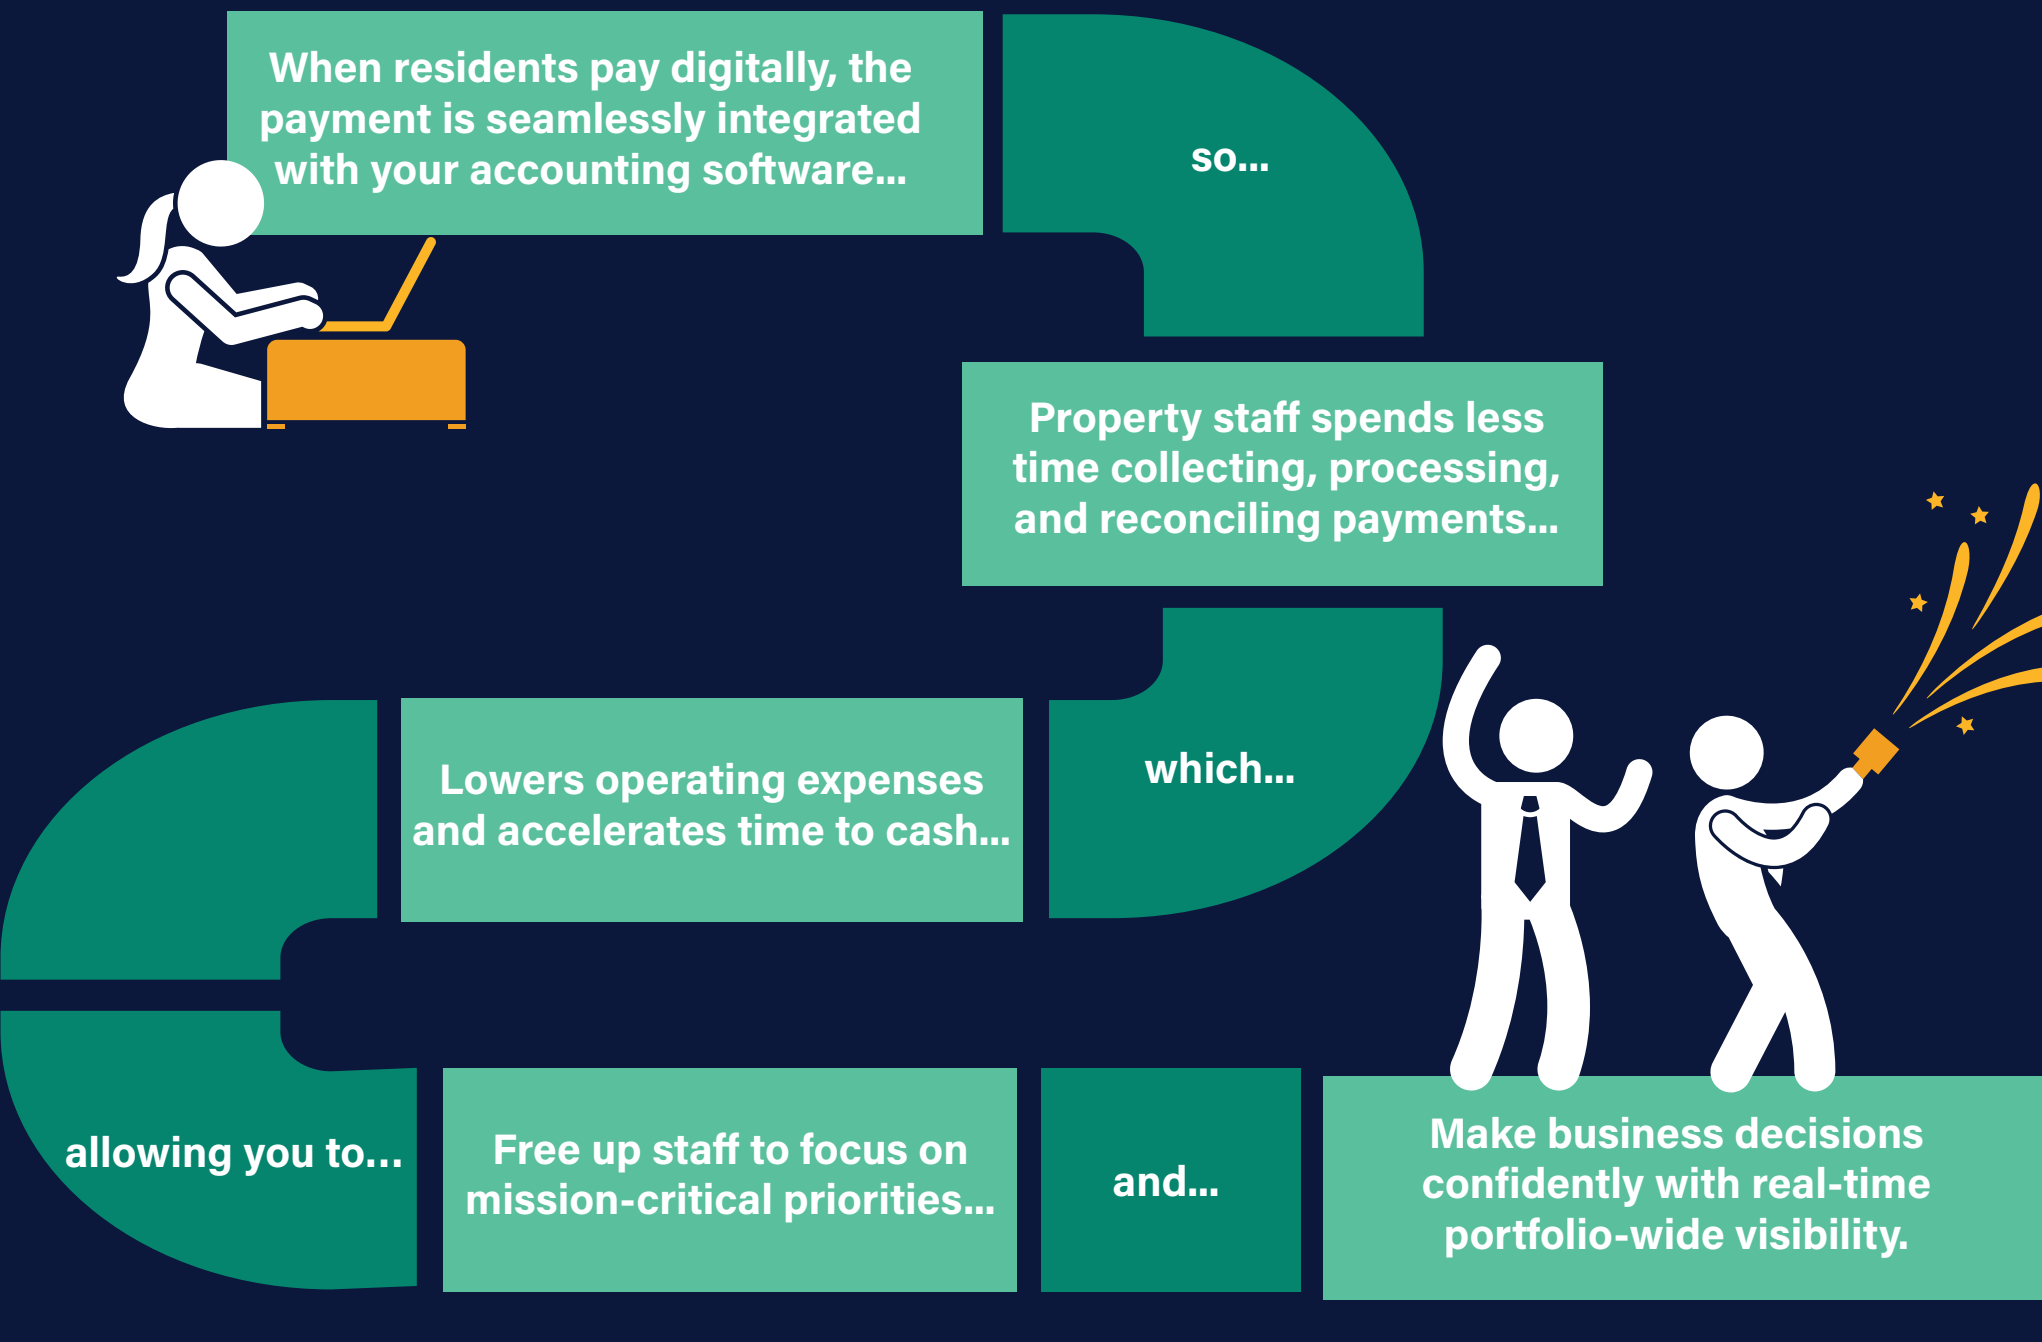 When residents pay digitally, the
payment is seamlessly integrated
with your accounting software...
so...
Property staff spends less
time collecting, processing,
and reconciling payments...
which...
Lowers operating expenses
and accelerates time to cash...
allowing you to...
Free up staff to focus on
mission-critical priorities...
and...
Make business decisions
confidently with real-time
portfolio-wide visibility.